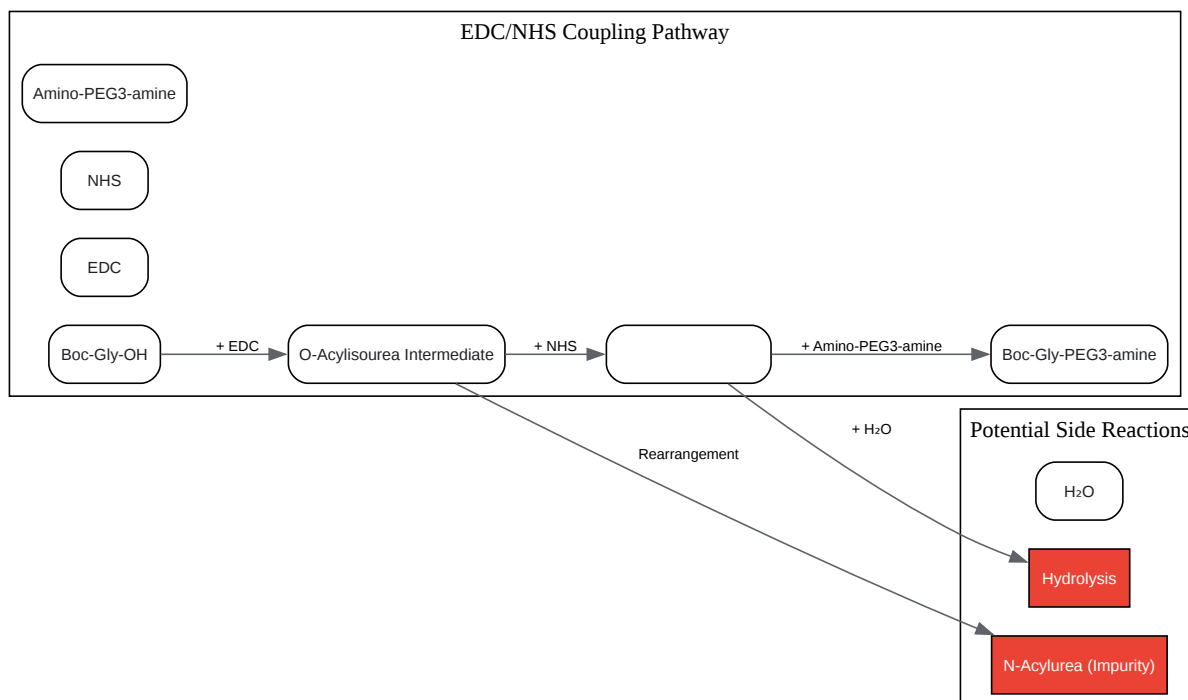 EDC/NHS Coupling Pathway
Amino-PEG3-amine
NHS
EDC
Boc-Gly-OH
+ EDC
O-Acylisourea Intermediate
+ NHS
+ Amino-PEG3-amine
Boc-Gly-PEG3-amine
+ H₂O
Rearrangement
Potential Side Reactions
H₂O
Hydrolysis
N-Acylurea (Impurity)